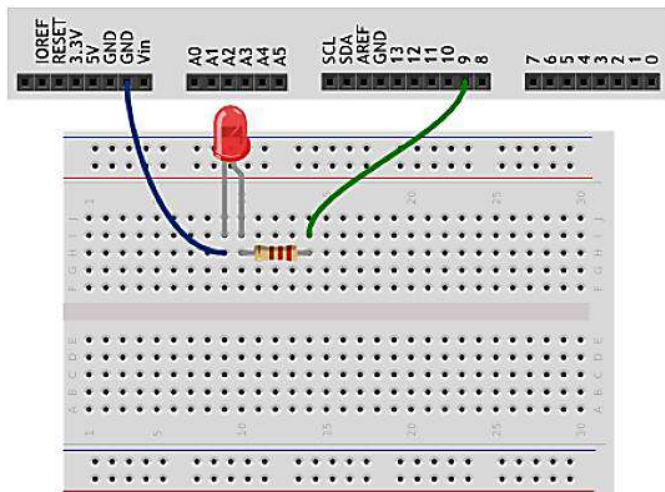 IOREF RESET 3.3V 5V GND GND Vin A0 A1 A2 A3 A4 A5 SCL SDA AREF GND 13 12 11 10 9 8 7 6 5 4 3 2 1 0
1 15 20 25 30
J J
I I
H H
G G
F F
E E
D D
C C
B B
A A
1 5 10 15 20 25 30